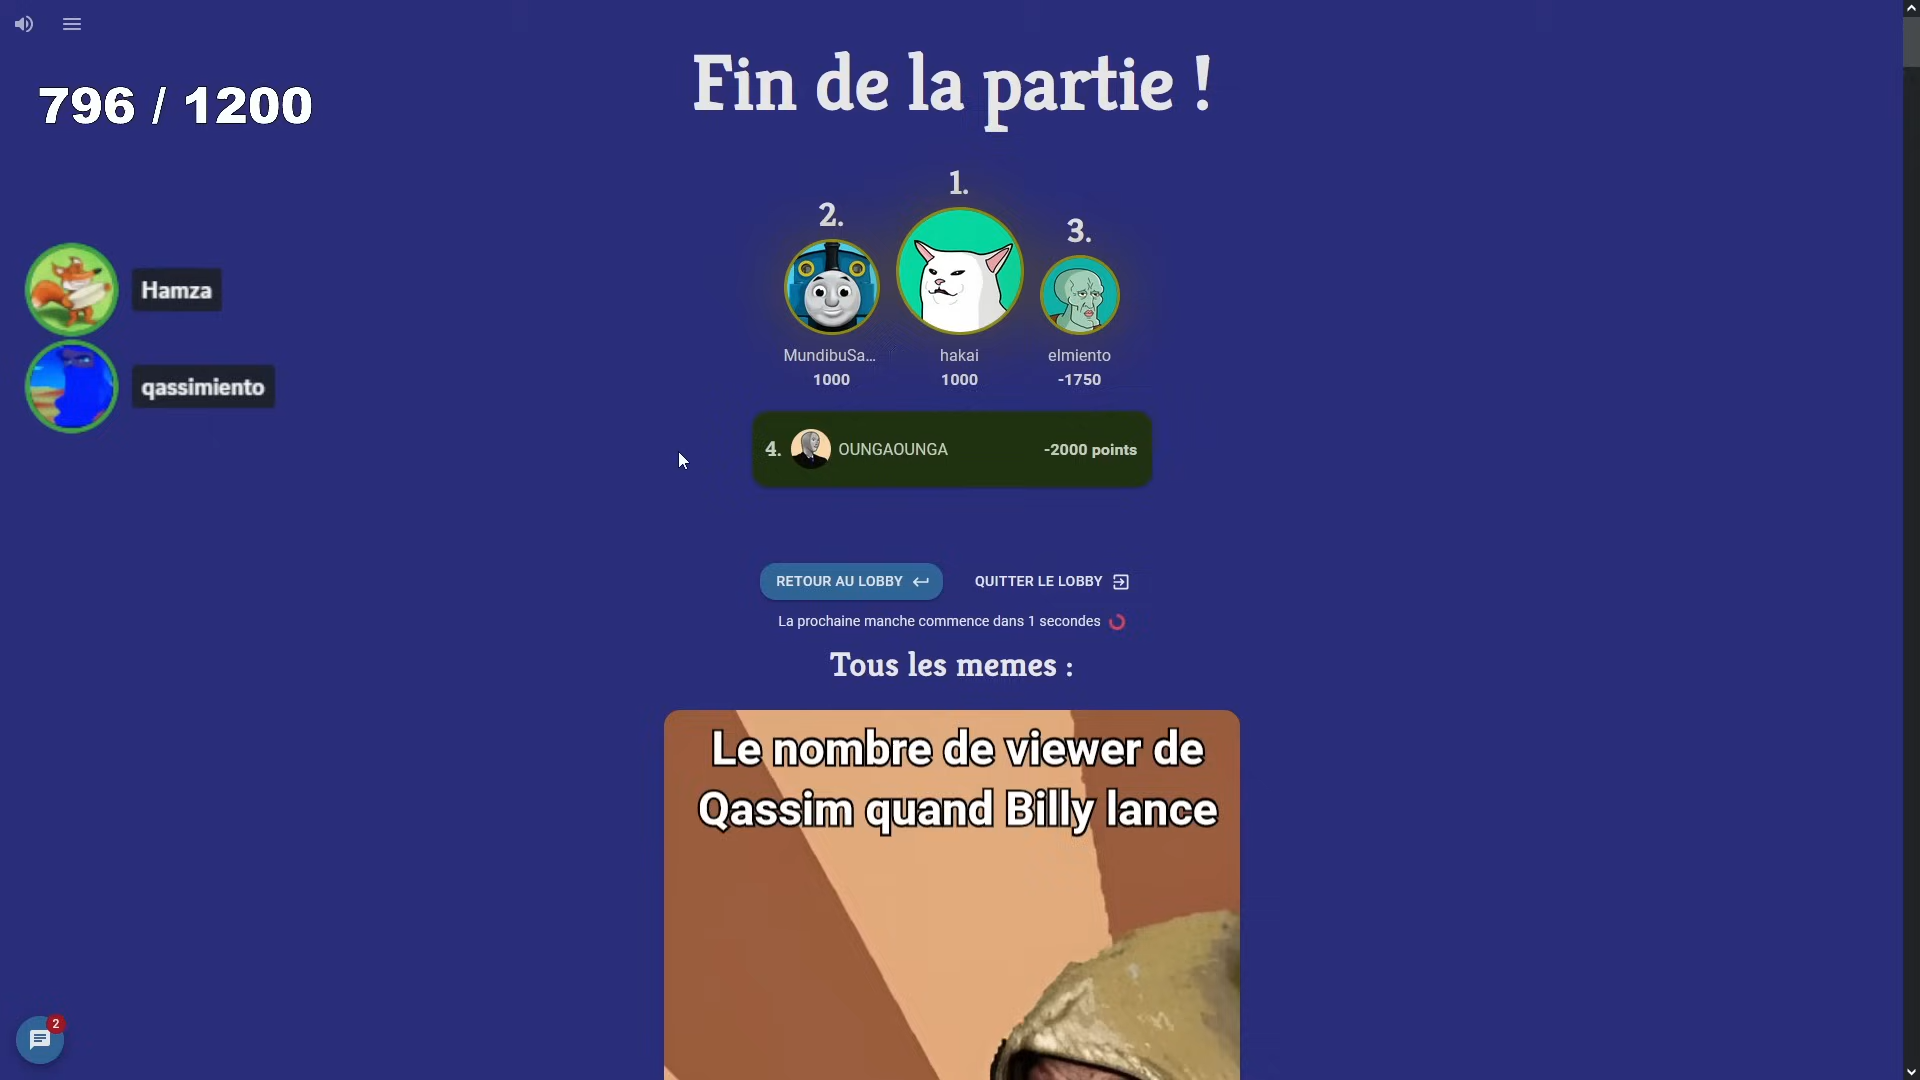 796 / 1200
Fin de la partie !
1.
2.
3.
MundibuSa...
hakai
elmiento
1000
1000
-1750
Hamza
qassimiento
4.
OUNGAOUNGA
-2000 points
RETOUR AU LOBBY
QUITTER LE LOBBY
La prochaine manche commence dans 1 secondes
Tous les memes :
Le nombre de viewer de
Qassim quand Billy lance
2